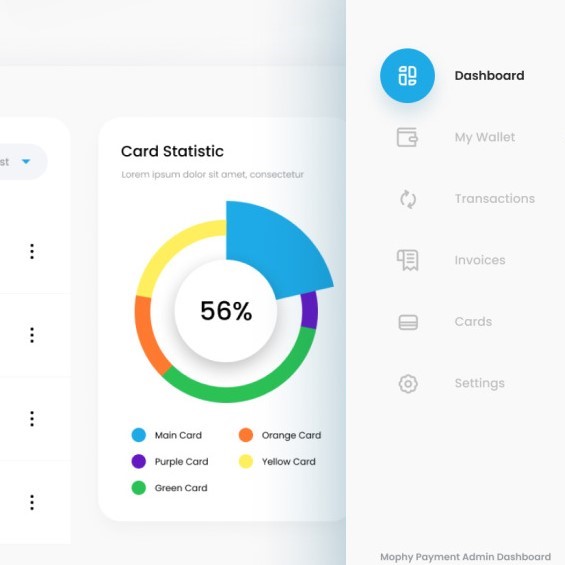 st
Card Statistic
Lorem ipsum dolor sit amet, consectetur
56%
Main Card
Orange Card
Purple Card
Yellow Card
Green Card
Dashboard
My Wallet
Transactions
Invoices
Cards
Settings
Mophy Payment Admin Dashboard